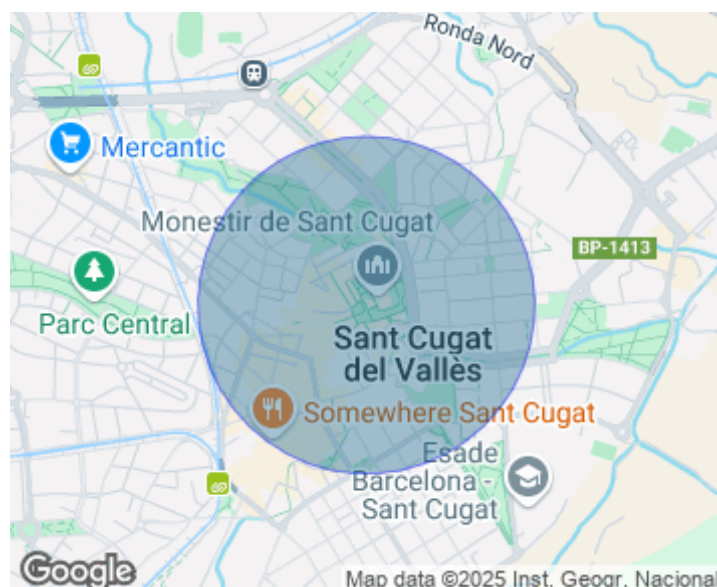 Ronda Nord
Mercantic
Monestir de Sant Cugat
BP-1413
Parc Central
Sant Cugat
del Vallès
Somewhere Sant Cugat
Esade
Barcelona -
Sant Cugat
Google
Map data ©2025 Inst. Geogr. Nacional